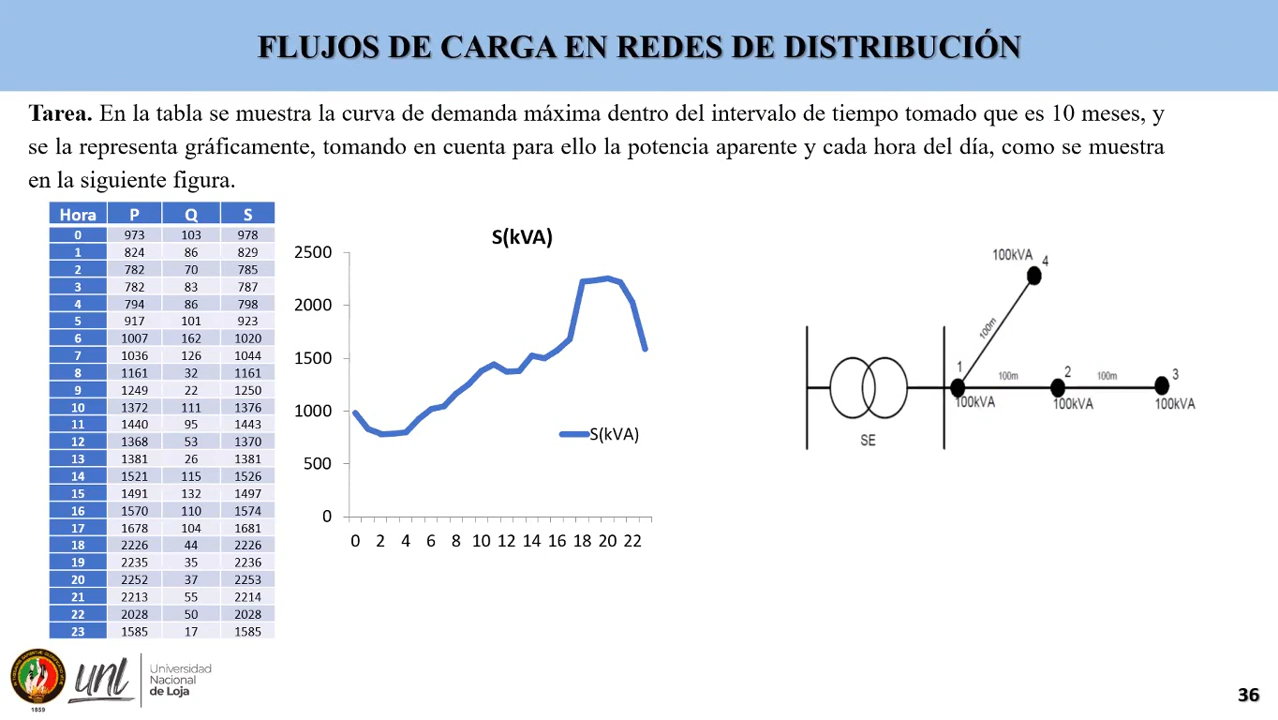 FLUJOS DE CARGA EN REDES DE DISTRIBUCIÓN
Tarea. En la tabla se muestra la curva de demanda máxima dentro del intervalo de tiempo tomado que es 10 meses, y
se la representa gráficamente, tomando en cuenta para ello la potencia aparente y cada hora del día, como se muestra
en la siguiente figura.
Hora P Q S
0 973 103 978
1 824 86 829
2 782 70 785
3 782 83 787
4 794 86 798
5 917 101 923
6 1007 162 1020
7 1036 126 1044
8 1161 32 1161
9 1249 22 1250
10 1372 111 1376
11 1440 95 1443
12 1368 53 1370
13 1381 26 1381
14 1521 115 1526
15 1491 132 1497
16 1570 110 1574
17 1678 104 1681
18 2226 44 2226
19 2235 35 2236
20 2252 37 2253
21 2213 55 2214
22 2028 50 2028
23 1585 17 1585
S(kVA)
2500
2000
1500
1000
500
0
0 2 4 6 8 10 12 14 16 18 20 22
S(kVA)
100kVA 4
100m
1 100m 2 100m 3
100kVA 100kVA 100kVA
SE
1859
unl
Universidad
Nacional
de Loja
36